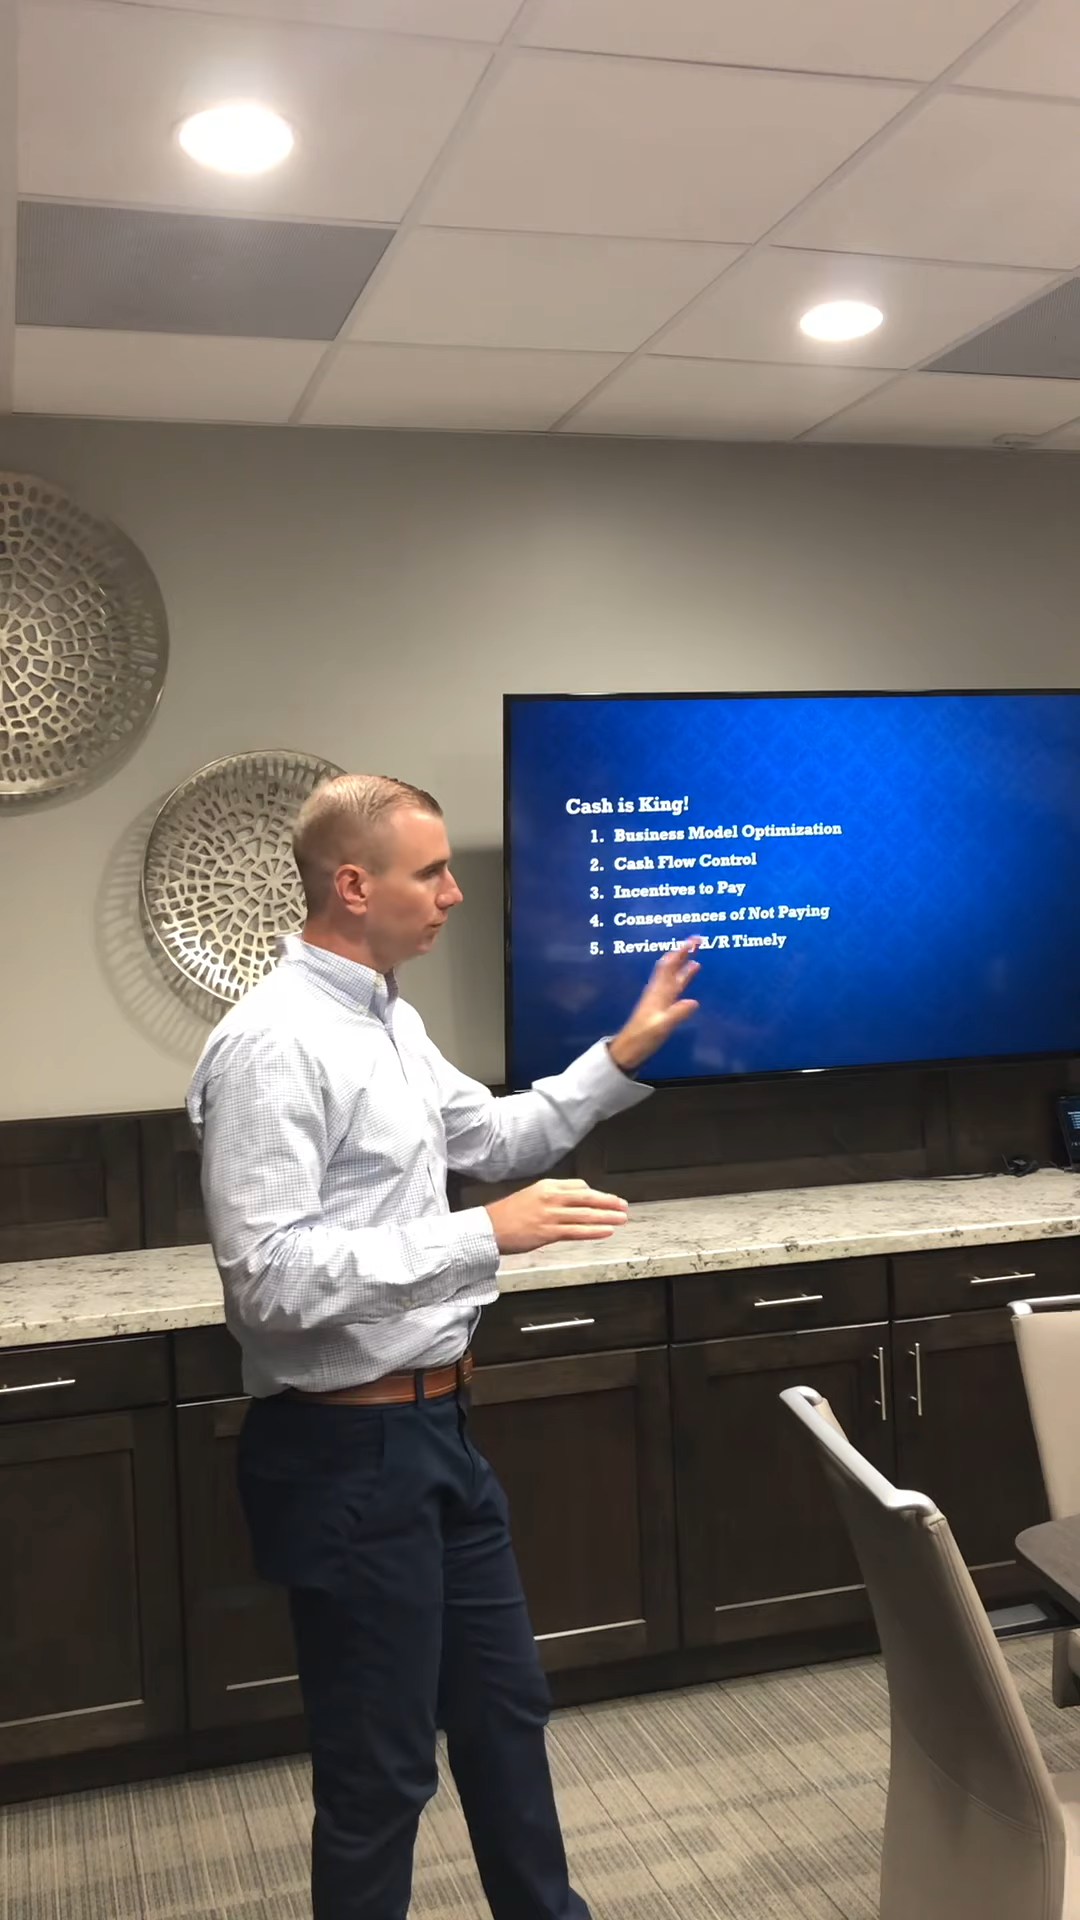 Cash is King!
1. Business Model Optimization
2. Cash Flow Control
3. Incentives to Pay
4. Consequences of Not Paying
5. Reviewing A/R Timely